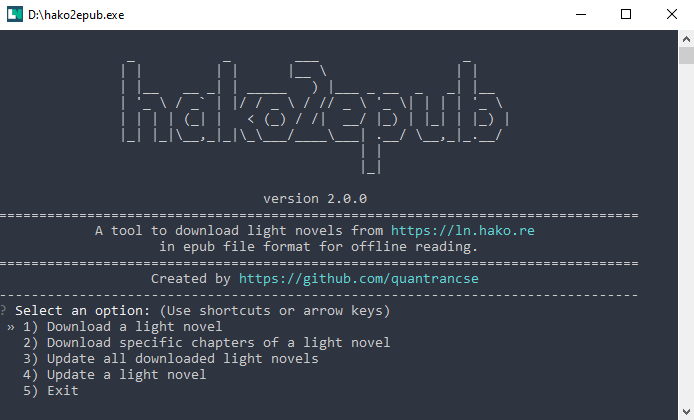 D:\hako2epub.exe
hako2epub
version 2.0.0
A tool to download light novels from https://ln.hako.re
in epub file format for offline reading.
Created by https://github.com/quantrancse
? Select an option: (Use shortcuts or arrow keys)
» 1) Download a light novel
2) Download specific chapters of a light novel
3) Update all downloaded light novels
4) Update a light novel
5) Exit